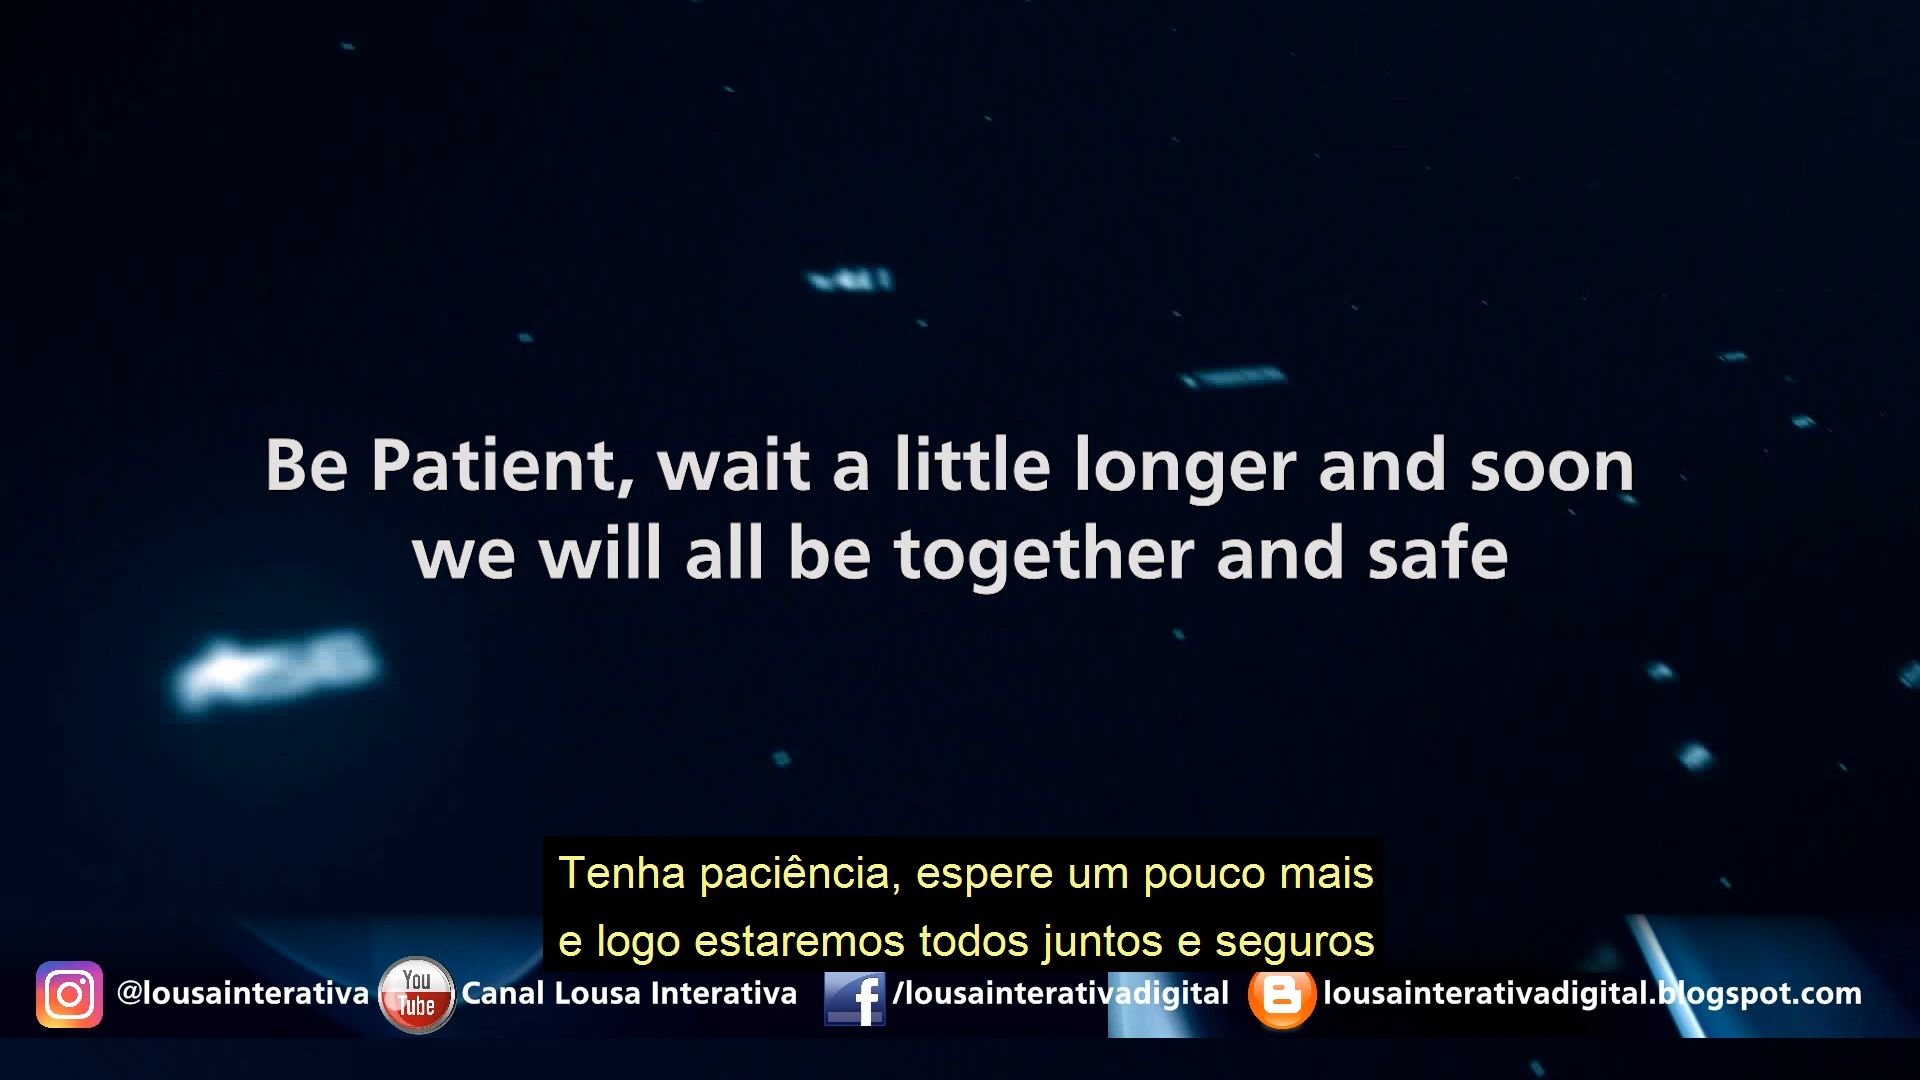 Be Patient, wait a little longer and soon
we will all be together and safe
Tenha paciência, espere um pouco mais
e logo estaremos todos juntos e seguros
@lousainterativa You Tube Canal Lousa Interativa f /lousainterativadigital lousainterativadigital.blogspot.com